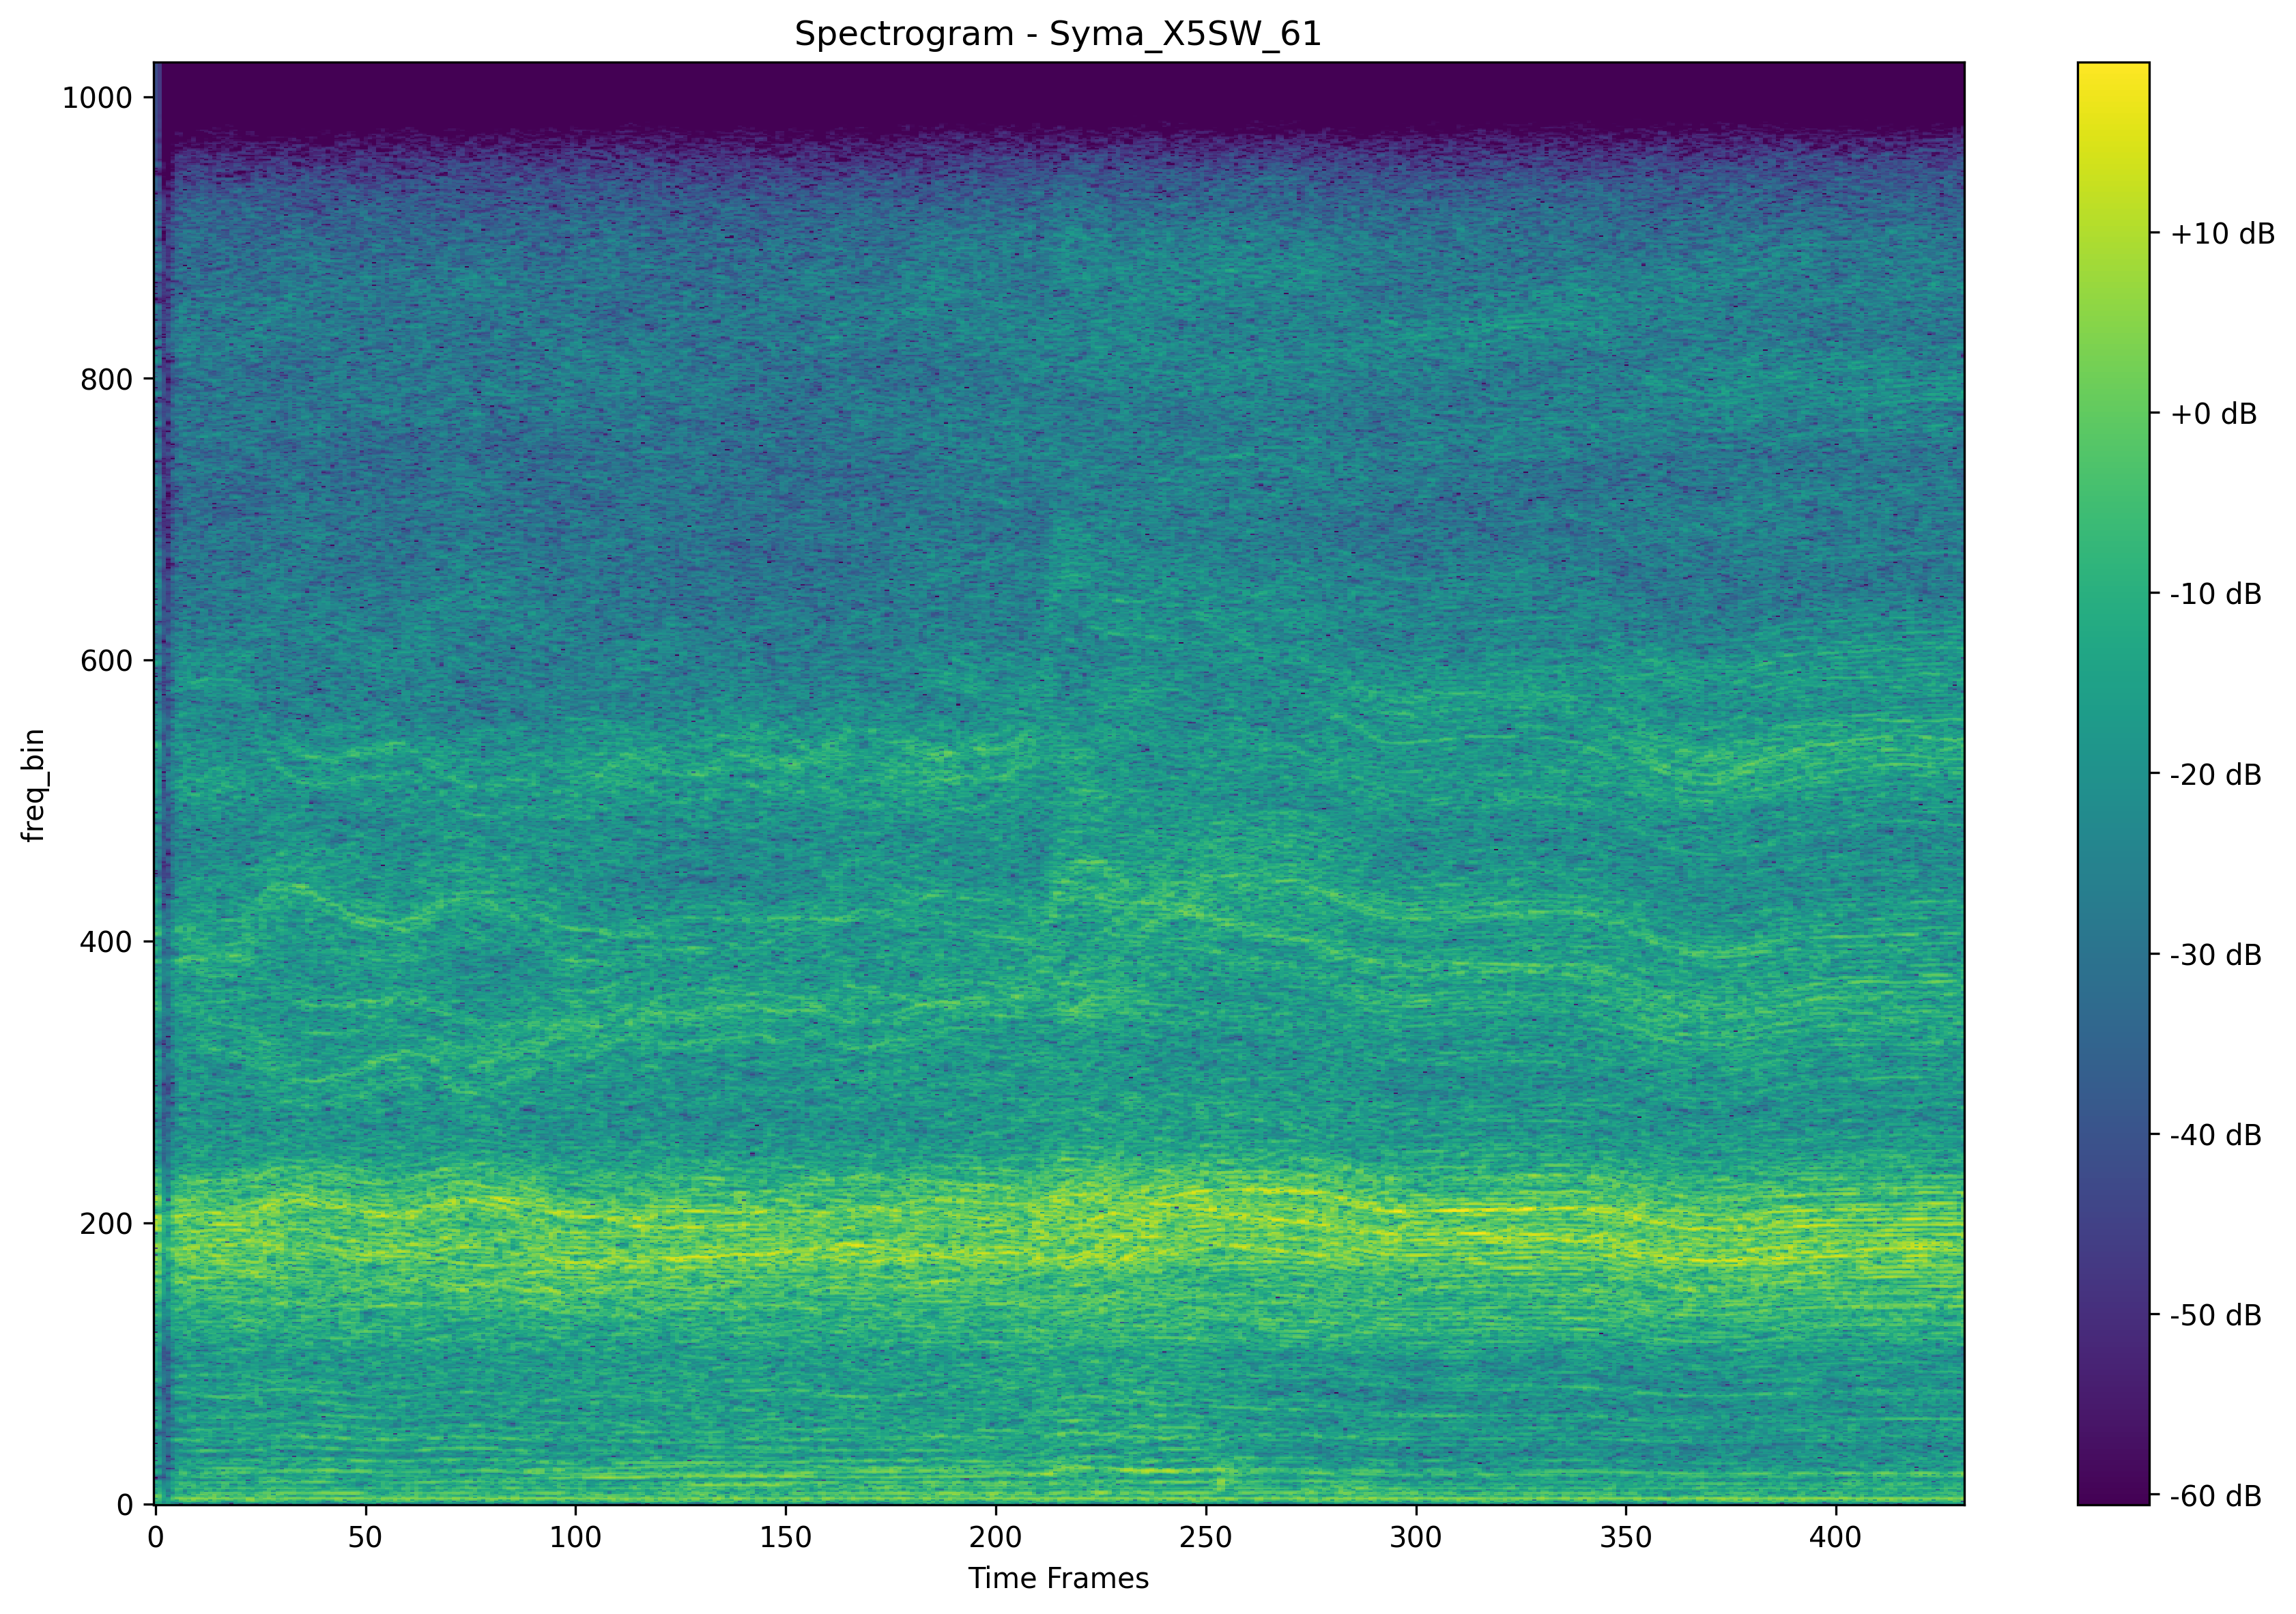 Spectrogram - Syma_X5SW_61
1000
800
600
400
200
0
freq_bin
0 50 100 150 200 250 300 350 400
Time Frames
+10 dB
+0 dB
-10 dB
-20 dB
-30 dB
-40 dB
-50 dB
-60 dB